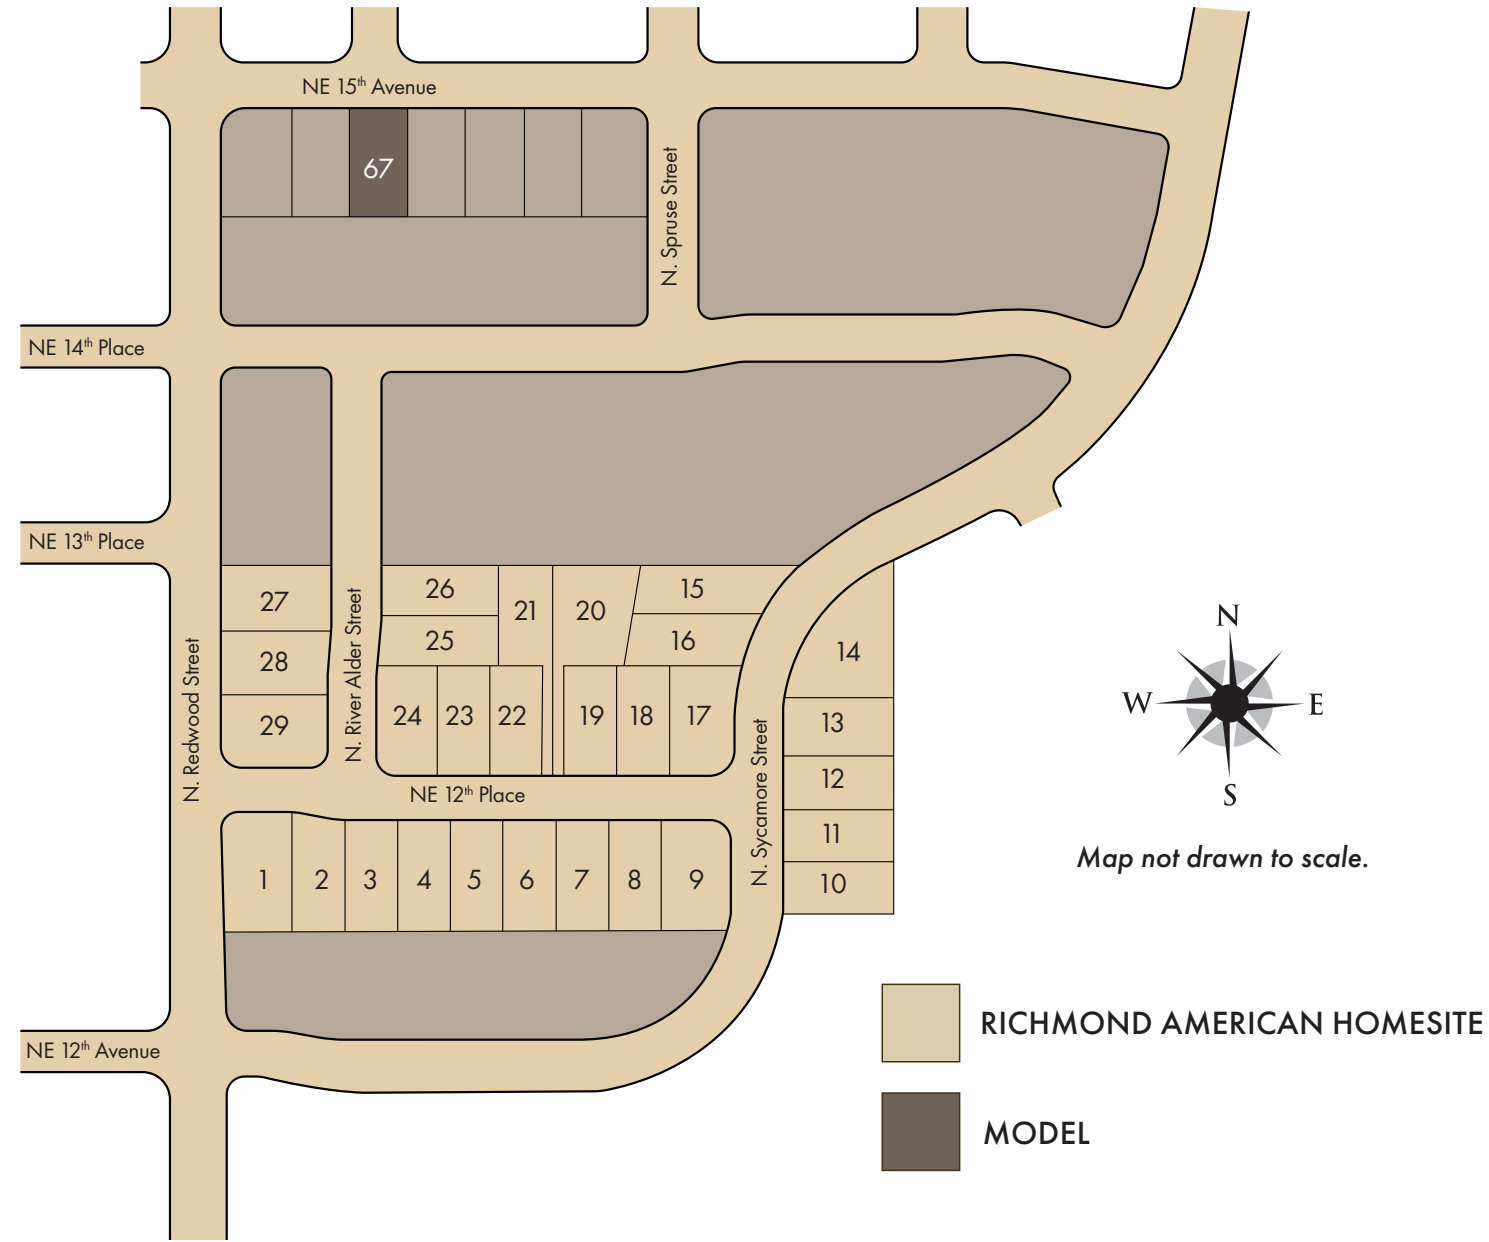 NE 15th Avenue
67
N. Spruse Street
NE 14th Place
NE 13th Place
27
26
21
20
15
28
25
16
14
29
24
23
22
19
18
17
13
N. Redwood Street
N. River Alder Street
N. Sycamore Street
12
NE 12th Place
11
1
2
3
4
5
6
7
8
9
10
NE 12th Avenue
N
W
E
S
Map not drawn to scale.
RICHMOND AMERICAN HOMESITE
MODEL